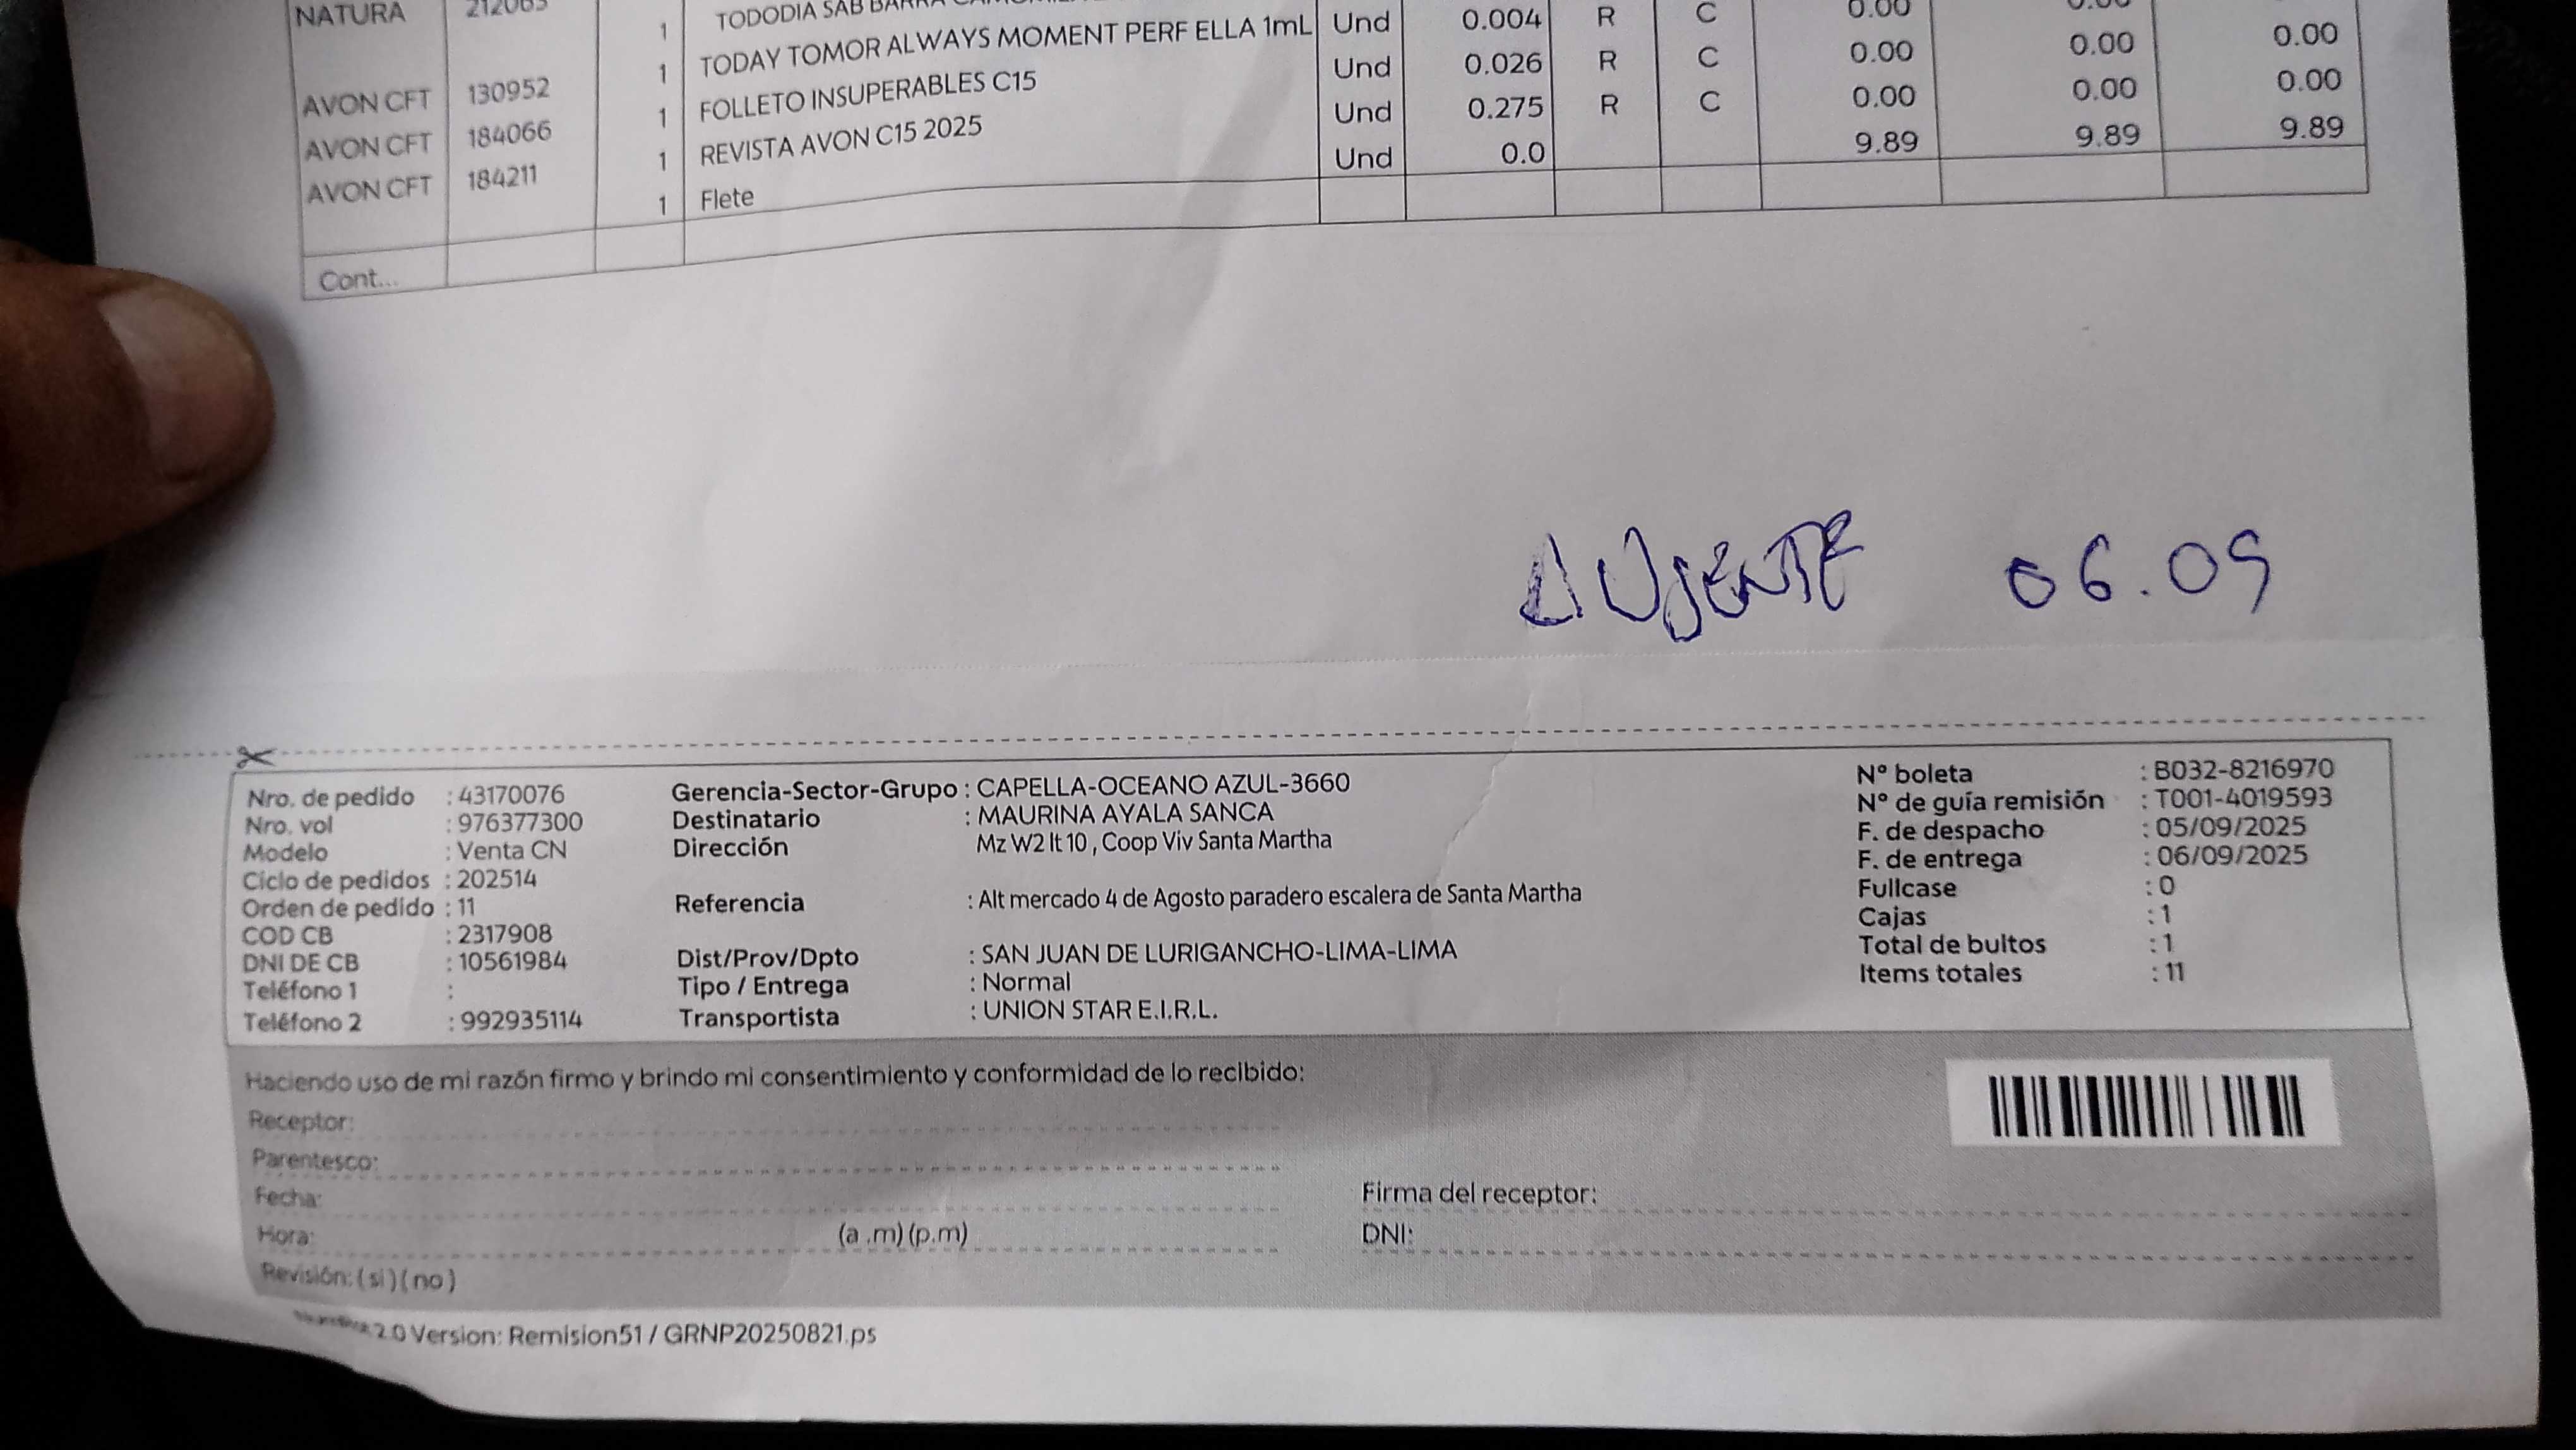 NATURA 1 TODODIA SAB BARRA Und 0.004 R C 0.00 0.00 0.00
AVON CFT 130952 1 TODAY TOMOR ALWAYS MOMENT PERF ELLA 1mL Und 0.026 R C 0.00 0.00 0.00
AVON CFT 184066 1 FOLLETO INSUPERABLES C15 Und 0.275 R C 0.00 0.00 0.00
AVON CFT 184211 1 REVISTA AVON C15 2025 Und 0.0 9.89 9.89 9.89
1 Flete
Cont...
AUSENTE 06.09
Nro. de pedido : 43170076
Nro. vol : 976377300
Modelo : Venta CN
Ciclo de pedidos : 202514
Orden de pedido : 11
COD CB : 2317908
DNI DE CB : 10561984
Teléfono 1 :
Teléfono 2 : 992935114
Gerencia-Sector-Grupo : CAPELLA-OCEANO AZUL-3660
Destinatario : MAURINA AYALA SANCA
Dirección Mz W2 lt 10 , Coop Viv Santa Martha
Referencia : Alt mercado 4 de Agosto paradero escalera de Santa Martha
Dist/Prov/Dpto : SAN JUAN DE LURIGANCHO-LIMA-LIMA
Tipo / Entrega : Normal
Transportista : UNION STAR E.I.R.L.
N° boleta : B032-8216970
N° de guía remisión : T001-4019593
F. de despacho : 05/09/2025
F. de entrega : 06/09/2025
Fullcase : 0
Cajas : 1
Total de bultos : 1
Items totales : 11
Haciendo uso de mi razón firmo y brindo mi consentimiento y conformidad de lo recibido:
Receptor:
Parentesco:
Fecha:
Hora: (a .m) (p.m)
Revisión: ( si ) ( no )
Firma del receptor:
DNI:
2.0 Version: Remision51 / GRNP20250821.ps